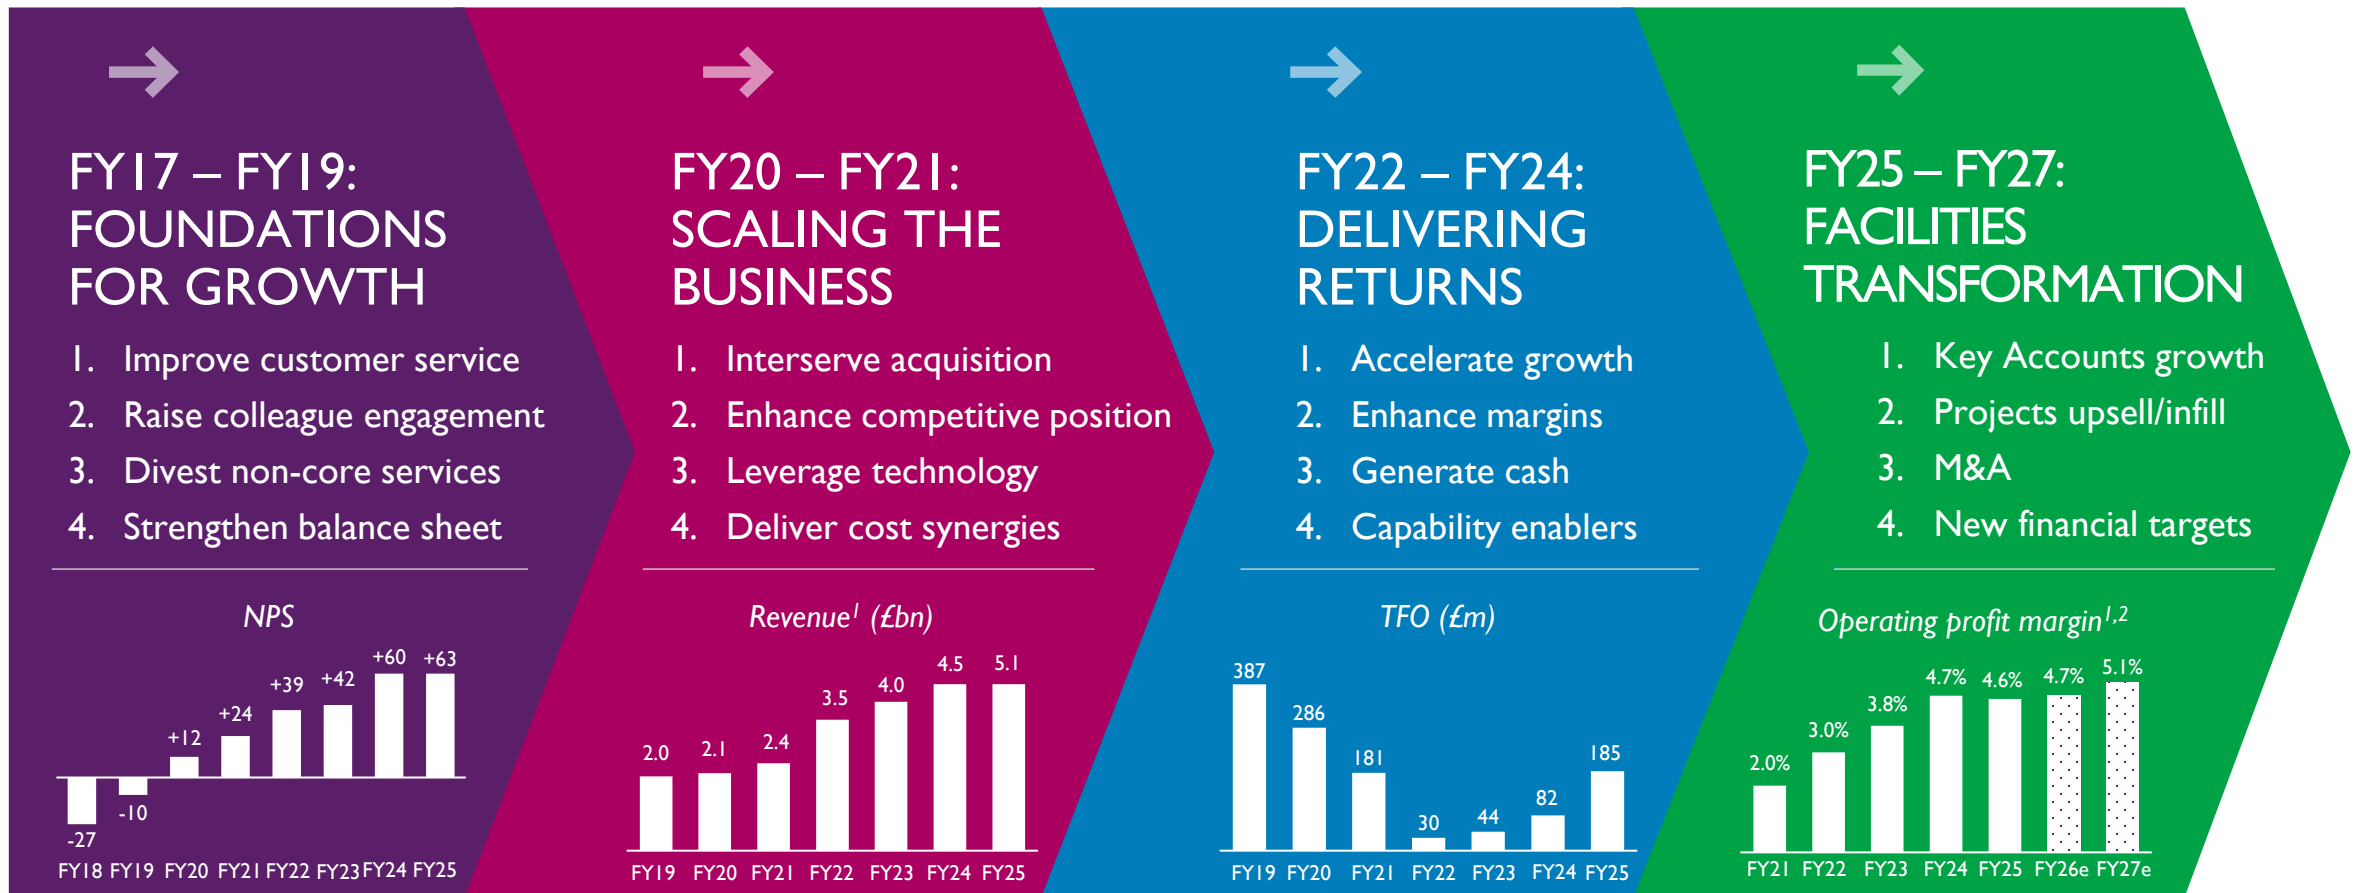 FY17 – FY19:
FOUNDATIONS
FOR GROWTH
1. Improve customer service
2. Raise colleague engagement
3. Divest non-core services
4. Strengthen balance sheet
NPS
-27 -10 +12 +24 +39 +42 +60 +63
FY18 FY19 FY20 FY21 FY22 FY23 FY24 FY25
FY20 – FY21:
SCALING THE
BUSINESS
1. Interserve acquisition
2. Enhance competitive position
3. Leverage technology
4. Deliver cost synergies
Revenue¹ (£bn)
2.0 2.1 2.4 3.5 4.0 4.5 5.1
FY19 FY20 FY21 FY22 FY23 FY24 FY25
FY22 – FY24:
DELIVERING
RETURNS
1. Accelerate growth
2. Enhance margins
3. Generate cash
4. Capability enablers
TFO (£m)
387 286 181 30 44 82 185
FY19 FY20 FY21 FY22 FY23 FY24 FY25
FY25 – FY27:
FACILITIES
TRANSFORMATION
1. Key Accounts growth
2. Projects upsell/infill
3. M&A
4. New financial targets
Operating profit margin¹,²
2.0% 3.0% 3.8% 4.7% 4.6% 4.7% 5.1%
FY21 FY22 FY23 FY24 FY25 FY26e FY27e